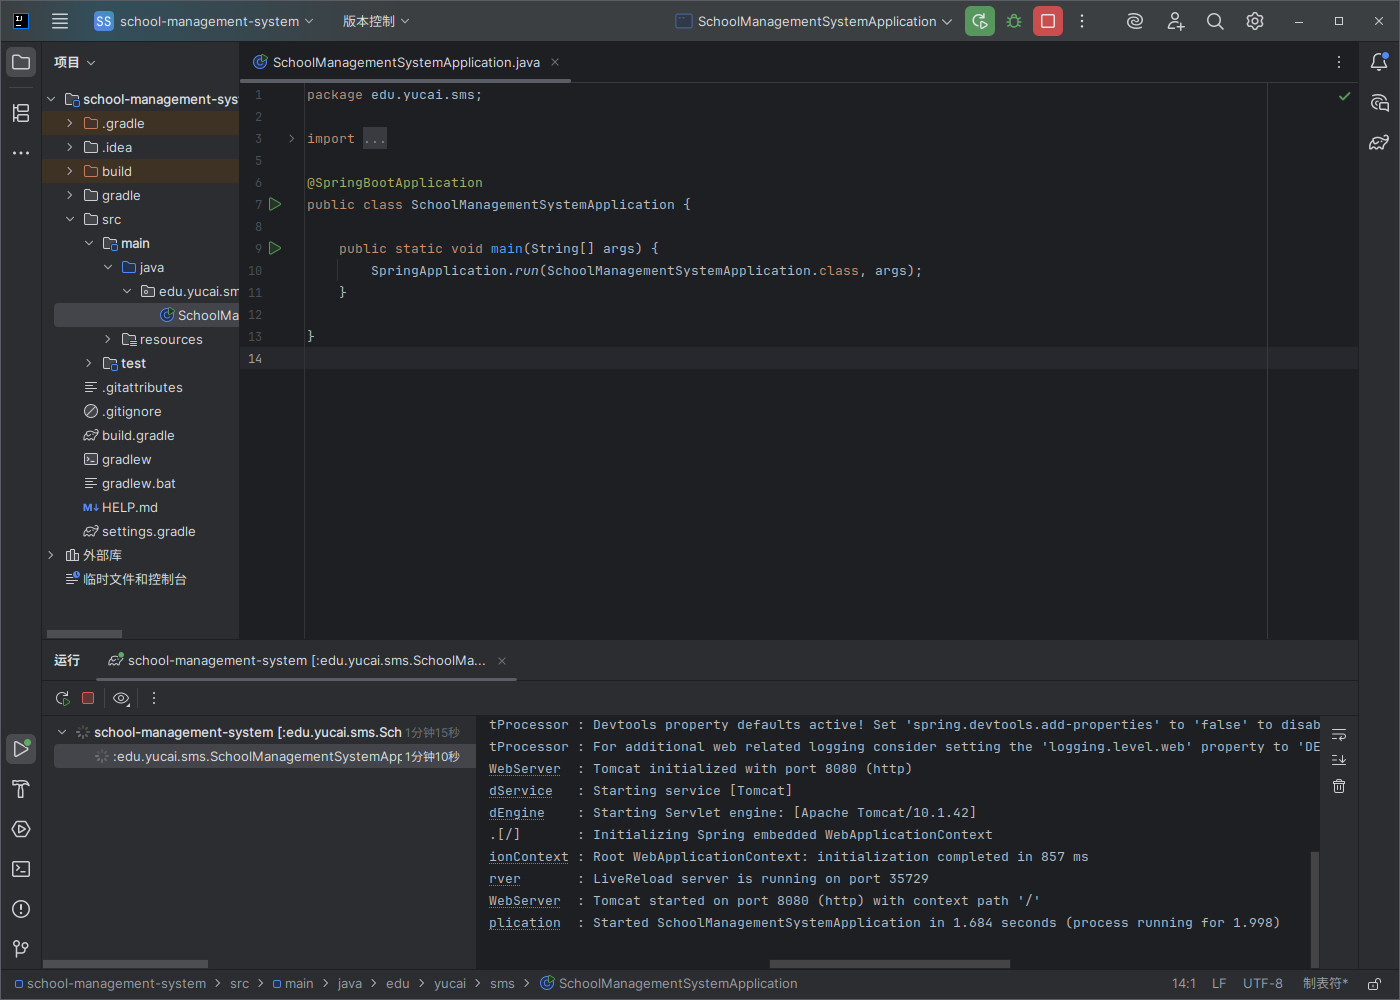 SS school-management-system 版本控制 SchoolManagementSystemApplication
项目
SchoolManagementSystemApplication.java
school-management-sys
.gradle
.idea
build
gradle
src
main
java
edu.yucai.sm
SchoolMa
resources
test
.gitattributes
.gitignore
build.gradle
gradlew
gradlew.bat
M↓ HELP.md
settings.gradle
外部库
临时文件和控制台
1 package edu.yucai.sms;
2
3 import ...
5
6 @SpringBootApplication
7 public class SchoolManagementSystemApplication {
8
9 public static void main(String[] args) {
10 SpringApplication.run(SchoolManagementSystemApplication.class, args);
11 }
12
13 }
14
运行 school-management-system [:edu.yucai.sms.SchoolMa...
school-management-system [:edu.yucai.sms.Sch 1分钟15秒
:edu.yucai.sms.SchoolManagementSystemApp 1分钟10秒
tProcessor : Devtools property defaults active! Set 'spring.devtools.add-properties' to 'false' to disab
tProcessor : For additional web related logging consider setting the 'logging.level.web' property to 'DE
WebServer : Tomcat initialized with port 8080 (http)
dService : Starting service [Tomcat]
dEngine : Starting Servlet engine: [Apache Tomcat/10.1.42]
.[/] : Initializing Spring embedded WebApplicationContext
ionContext : Root WebApplicationContext: initialization completed in 857 ms
rver : LiveReload server is running on port 35729
WebServer : Tomcat started on port 8080 (http) with context path '/'
plication : Started SchoolManagementSystemApplication in 1.684 seconds (process running for 1.998)
school-management-system > src > main > java > edu > yucai > sms > SchoolManagementSystemApplication 14:1 LF UTF-8 制表符*